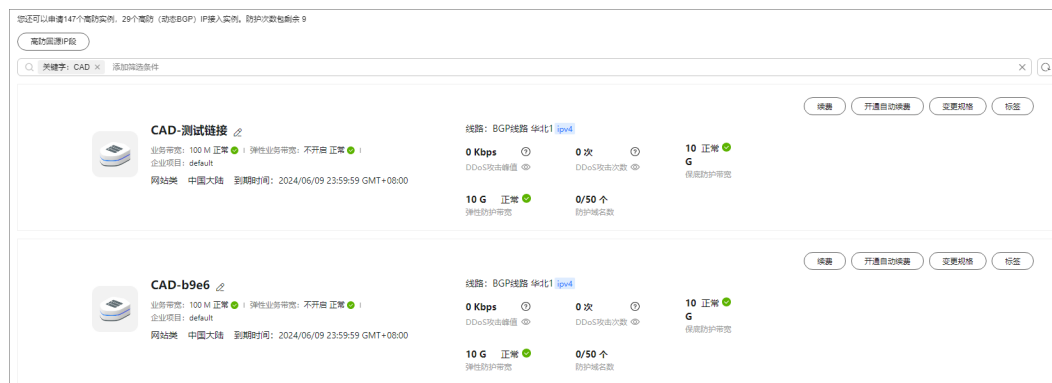 您还可以申请147个高防实例，29个高防（动态BGP）IP接入实例。防护次数包剩余 9
高防回源IP段
关键字：CAD × 添加筛选条件
续费 开通自动续费 变更规格 标签
CAD-测试链接
业务带宽：100 M 正常 | 弹性业务带宽：不开启 正常 |
企业项目：default
网站类 中国大陆 到期时间：2024/06/09 23:59:59 GMT+08:00
线路：BGP线路 华北1 ipv4
0 Kbps 0 次
DDoS攻击峰值 DDoS攻击次数
10 正常
G
保底防护带宽
10 G 正常 0/50 个
弹性防护带宽 防护域名数
续费 开通自动续费 变更规格 标签
CAD-b9e6
业务带宽：100 M 正常 | 弹性业务带宽：不开启 正常 |
企业项目：default
网站类 中国大陆 到期时间：2024/06/09 23:59:59 GMT+08:00
线路：BGP线路 华北1 ipv4
0 Kbps 0 次
DDoS攻击峰值 DDoS攻击次数
10 正常
G
保底防护带宽
10 G 正常 0/50 个
弹性防护带宽 防护域名数